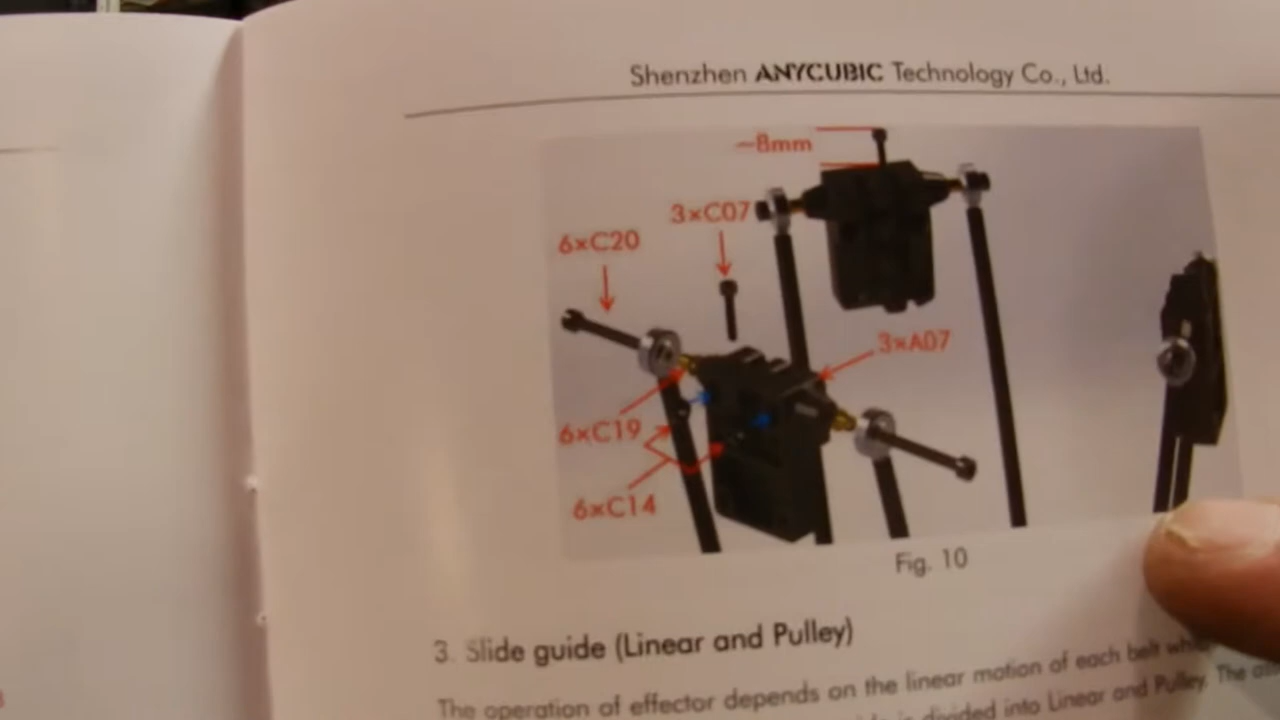 Shenzhen ANYCUBIC Technology Co., Ltd.
~8mm
3×C07
6×C20
3×A07
6×C19
6×C14
Fig. 10
3. Slide guide (Linear and Pulley)
The operation of effector depends on the linear motion of each belt
is divided into Linear and Pulley. The